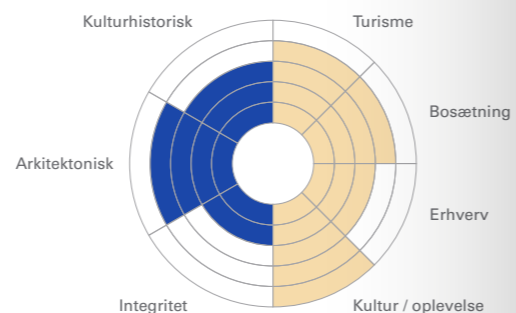 Kulturhistorisk
Turisme
Bosætning
Arkitektonisk
Erhverv
Integritet
Kultur / oplevelse